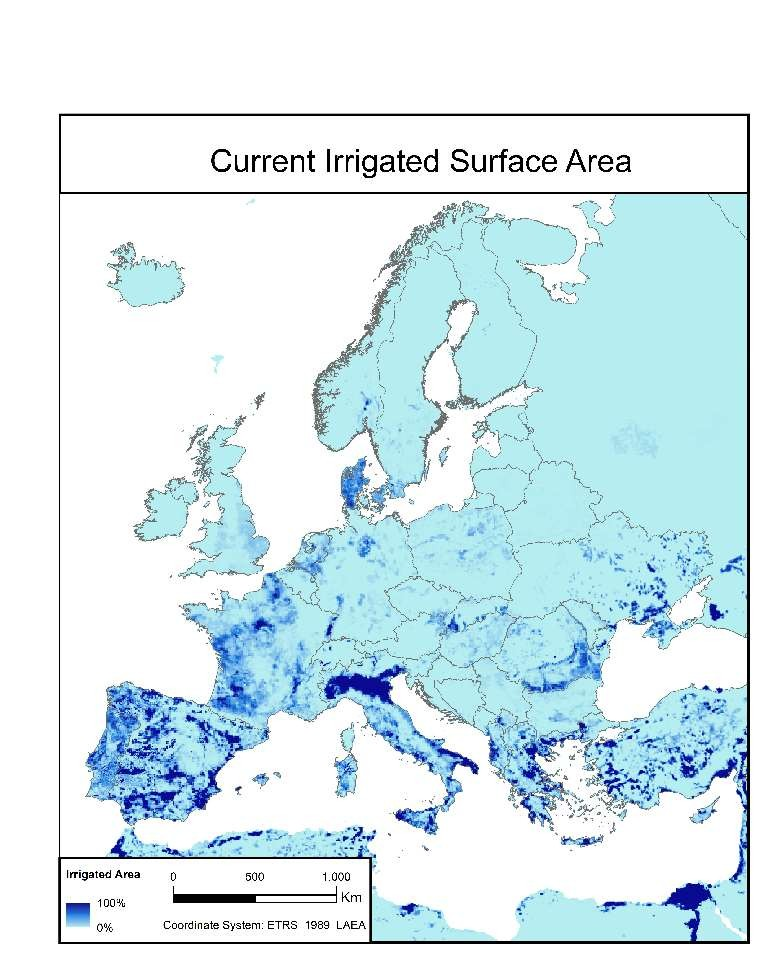 Current Irrigated Surface Area
Irrigated Area
100%
0%
0 500 1.000
Km
Coordinate System: ETRS 1989 LAEA